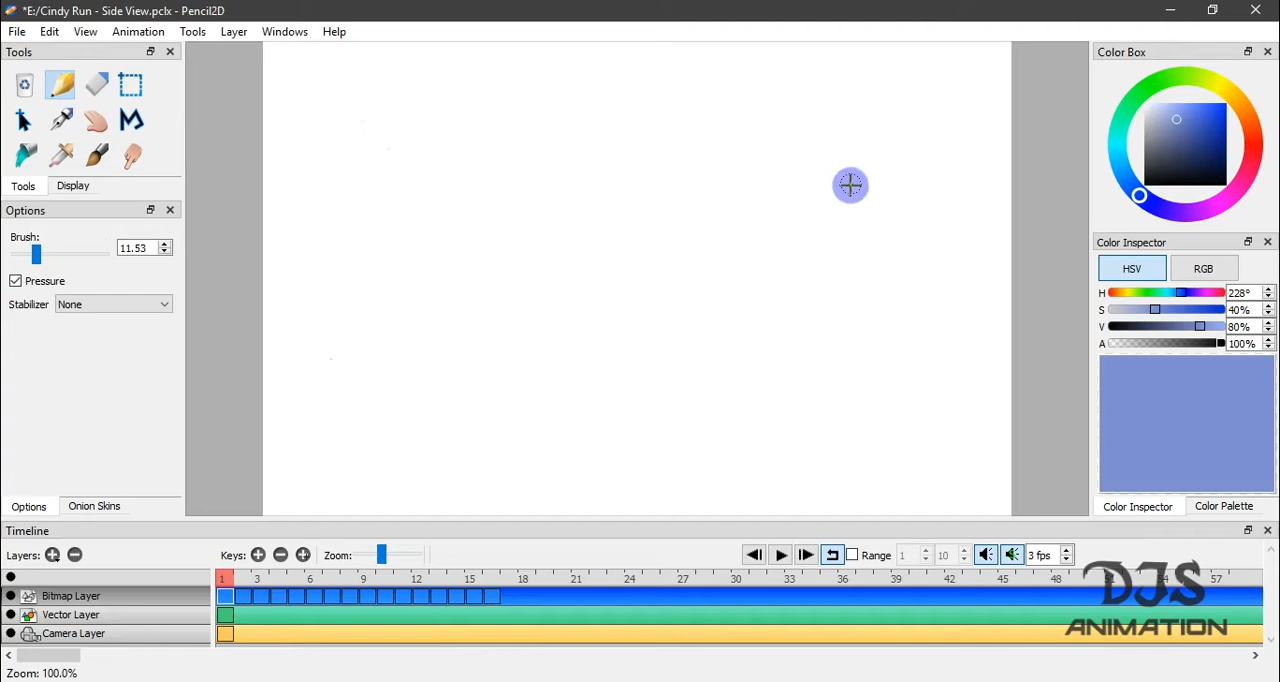 *E:/Cindy Run - Side View.pclx - Pencil2D
File Edit View Animation Tools Layer Windows Help
Tools
Tools Display
Options
Brush:
11.53
Pressure
Stabilizer None
Options Onion Skins
Color Box
Color Inspector
HSV RGB
H 228°
S 40%
V 80%
A 100%
Color Inspector Color Palette
Timeline
Layers: Keys: Zoom: Range 1 10 3 fps
1 3 6 9 12 15 18 21 24 27 30 33 36 39 42 45 48 51 54 57
Bitmap Layer
Vector Layer
Camera Layer
DJS
ANIMATION
Zoom: 100.0%